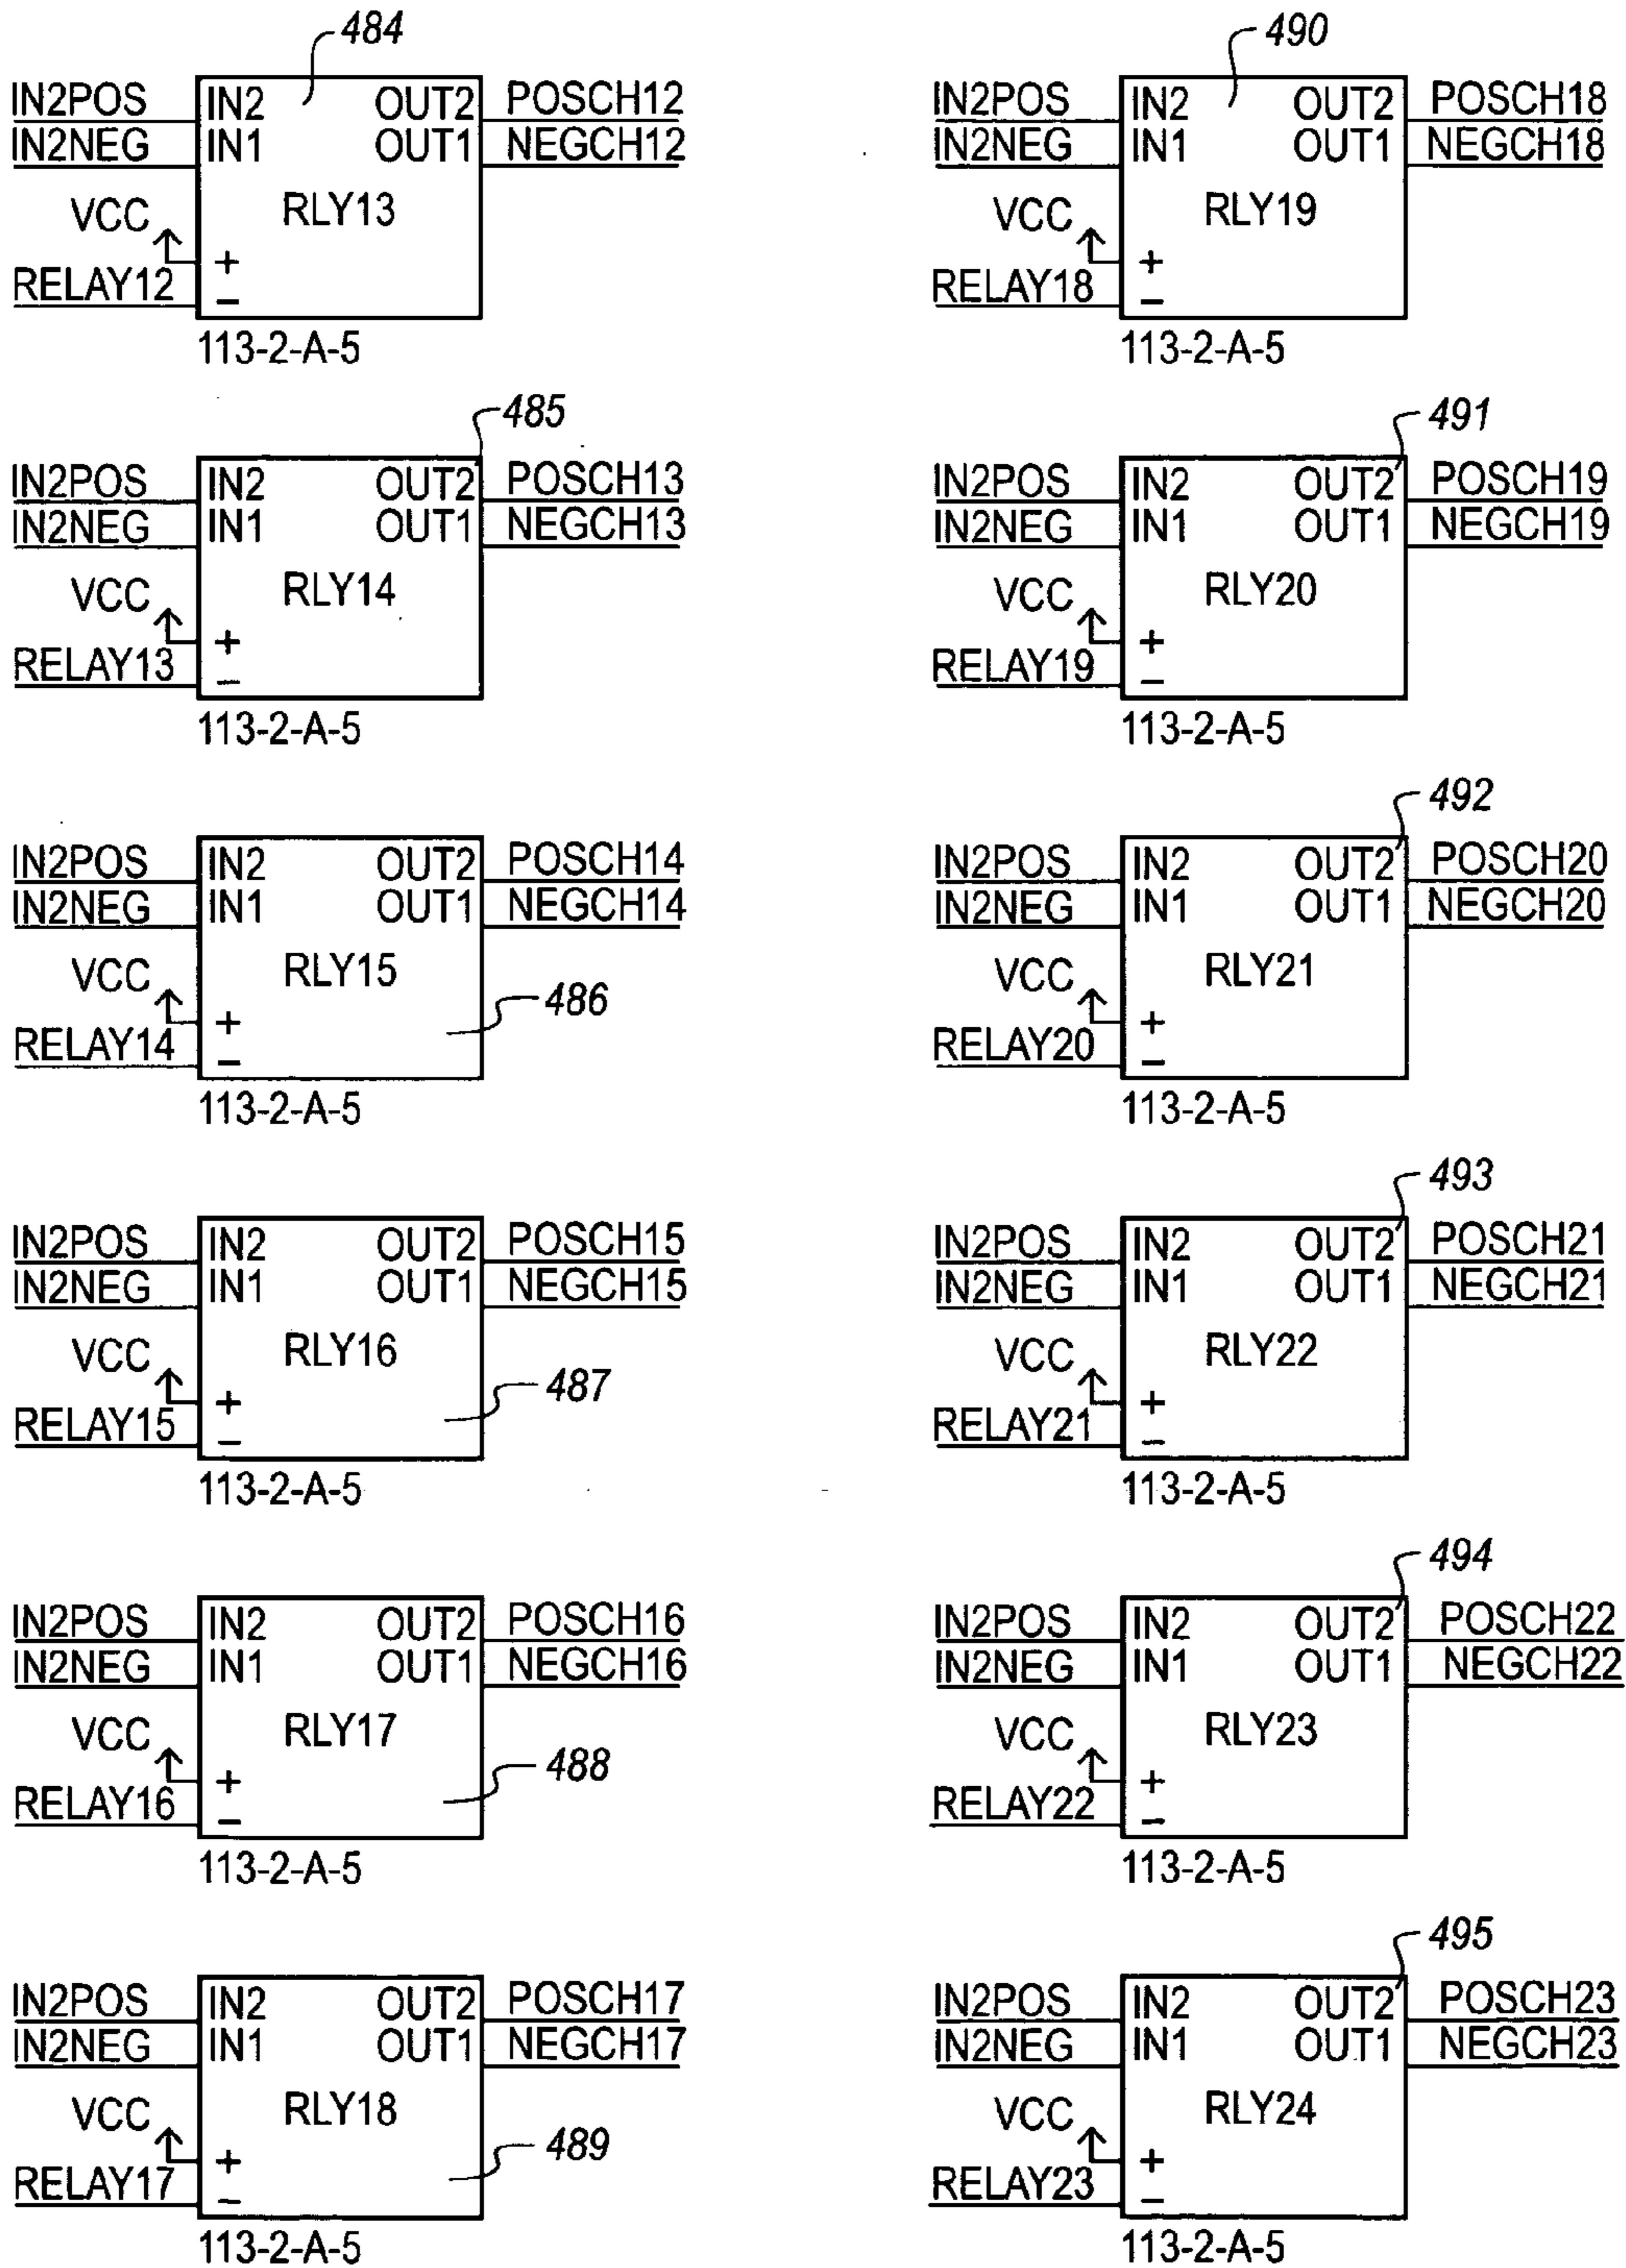 484
IN2POS IN2 OUT2 POSCH12
IN2NEG IN1 OUT1 NEGCH12
RLY13
VCC
+
RELAY12 −
113-2-A-5
485
IN2POS IN2 OUT2 POSCH13
IN2NEG IN1 OUT1 NEGCH13
RLY14
VCC
+
RELAY13 −
113-2-A-5
IN2POS IN2 OUT2 POSCH14
IN2NEG IN1 OUT1 NEGCH14
RLY15
VCC
486
+
RELAY14 −
113-2-A-5
IN2POS IN2 OUT2 POSCH15
IN2NEG IN1 OUT1 NEGCH15
RLY16
VCC
487
+
RELAY15 −
113-2-A-5
IN2POS IN2 OUT2 POSCH16
IN2NEG IN1 OUT1 NEGCH16
RLY17
VCC
488
+
RELAY16 −
113-2-A-5
IN2POS IN2 OUT2 POSCH17
IN2NEG IN1 OUT1 NEGCH17
RLY18
VCC
489
+
RELAY17 −
113-2-A-5
490
IN2POS IN2 OUT2 POSCH18
IN2NEG IN1 OUT1 NEGCH18
RLY19
VCC
+
RELAY18 −
113-2-A-5
491
IN2POS IN2 OUT2 POSCH19
IN2NEG IN1 OUT1 NEGCH19
RLY20
VCC
+
RELAY19 −
113-2-A-5
492
IN2POS IN2 OUT2 POSCH20
IN2NEG IN1 OUT1 NEGCH20
RLY21
VCC
+
RELAY20 −
113-2-A-5
493
IN2POS IN2 OUT2 POSCH21
IN2NEG IN1 OUT1 NEGCH21
RLY22
VCC
+
RELAY21 −
113-2-A-5
494
IN2POS IN2 OUT2 POSCH22
IN2NEG IN1 OUT1 NEGCH22
RLY23
VCC
+
RELAY22 −
113-2-A-5
495
IN2POS IN2 OUT2 POSCH23
IN2NEG IN1 OUT1 NEGCH23
RLY24
VCC
+
RELAY23 −
113-2-A-5